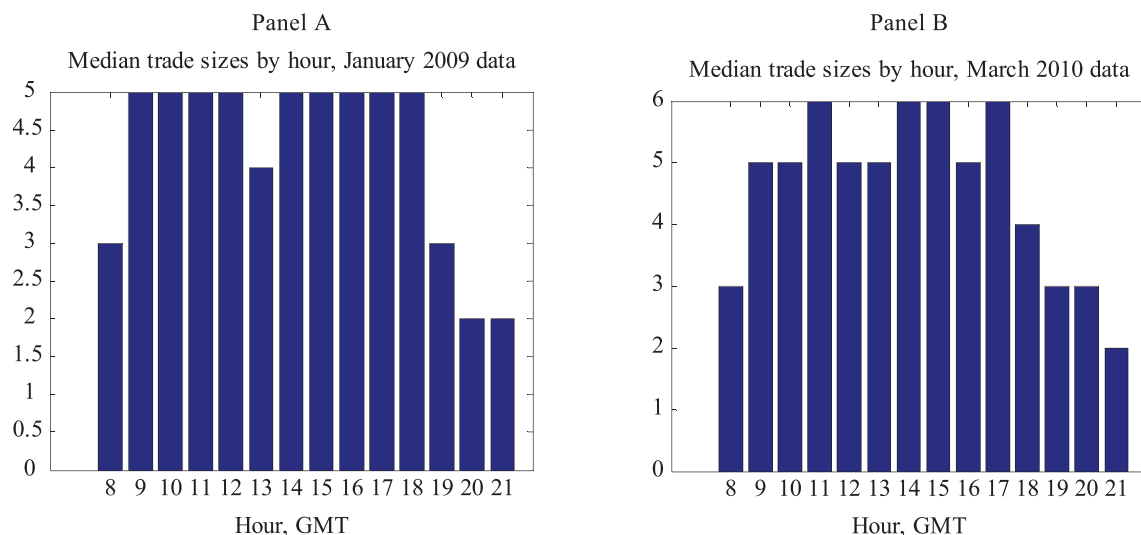 Panel A
Median trade sizes by hour, January 2009 data
5
4.5
4
3.5
3
2.5
2
1.5
1
0.5
0
8 9 10 11 12 13 14 15 16 17 18 19 20 21
Hour, GMT
Panel B
Median trade sizes by hour, March 2010 data
6
5
4
3
2
1
0
8 9 10 11 12 13 14 15 16 17 18 19 20 21
Hour, GMT